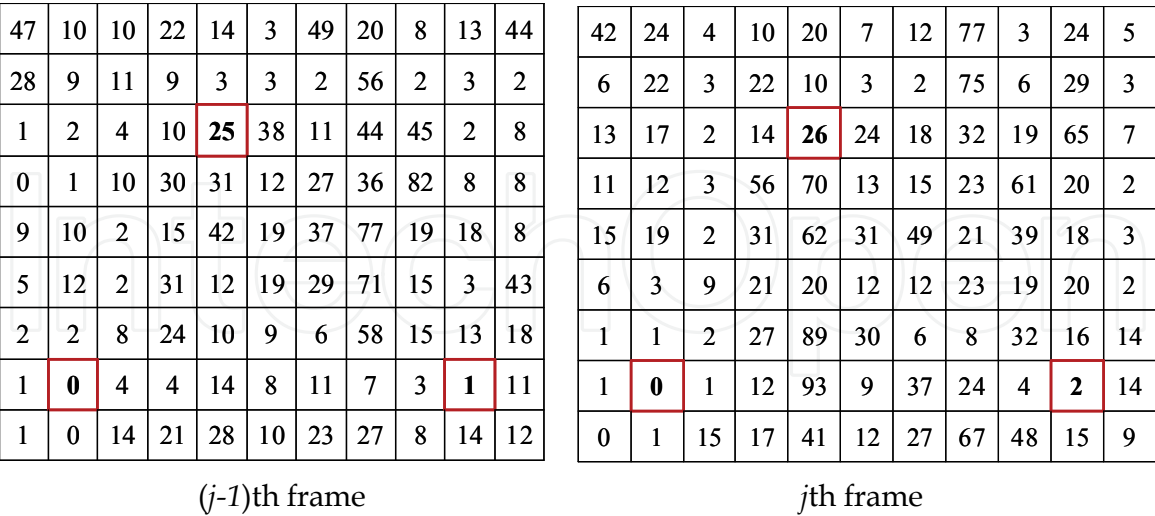 47 10 10 22 14 3 49 20 8 13 44
28 9 11 9 3 3 2 56 2 3 2
1 2 4 10 25 38 11 44 45 2 8
0 1 10 30 31 12 27 36 82 8 8
9 10 2 15 42 19 37 77 19 18 8
5 12 2 31 12 19 29 71 15 3 43
2 2 8 24 10 9 6 58 15 13 18
1 0 4 4 14 8 11 7 3 1 11
1 0 14 21 28 10 23 27 8 14 12
(j-1)th frame
42 24 4 10 20 7 12 77 3 24 5
6 22 3 22 10 3 2 75 6 29 3
13 17 2 14 26 24 18 32 19 65 7
11 12 3 56 70 13 15 23 61 20 2
15 19 2 31 62 31 49 21 39 18 3
6 3 9 21 20 12 12 23 19 20 2
1 1 2 27 89 30 6 8 32 16 14
1 0 1 12 93 9 37 24 4 2 14
0 1 15 17 41 12 27 67 48 15 9
jth frame
IntechOpen